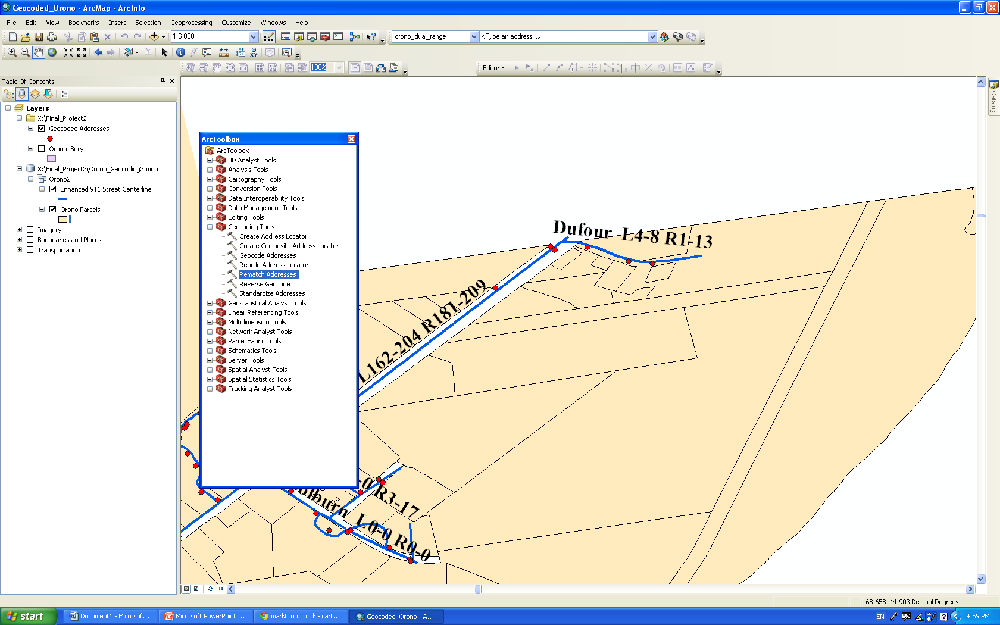 Geocoded_Orono - ArcMap - ArcInfo
File Edit View Bookmarks Insert Selection Geoprocessing Customize Windows Help
1:6,000
orono_dual_range
<Type an address...>
100%
Editor
Table Of Contents
Catalog
Layers
X:\Final_Project2
Geocoded Addresses
Orono_Bdry
X:\Final_Project2\Orono_Geocoding2.mdb
Orono2
Enhanced 911 Street Centerline
Orono Parcels
Imagery
Boundaries and Places
Transportation
ArcToolbox
ArcToolbox
3D Analyst Tools
Analysis Tools
Cartography Tools
Conversion Tools
Data Interoperability Tools
Data Management Tools
Editing Tools
Geocoding Tools
Create Address Locator
Create Composite Address Locator
Geocode Addresses
Rebuild Address Locator
Rematch Addresses
Reverse Geocode
Standardize Addresses
Geostatistical Analyst Tools
Linear Referencing Tools
Multidimension Tools
Network Analyst Tools
Parcel Fabric Tools
Schematics Tools
Server Tools
Spatial Analyst Tools
Spatial Statistics Tools
Tracking Analyst Tools
Dufour L4-8 R1-13
L162-204 R181-209
-0 R3-17
olburn L0-0 R0-0
-68.658 44.903 Decimal Degrees
start
Document1 - Microsof...
Microsoft PowerPoint ...
marktoon.co.uk - cart...
Geocoded_Orono - A...
EN
4:59 PM